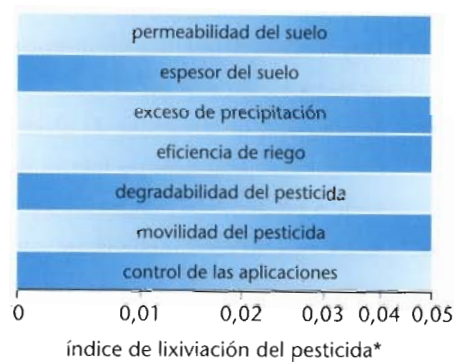 permeabilidad del suelo
espesor del suelo
exceso de precipitación
eficiencia de riego
degradabilidad del pesticida
movilidad del pesticida
control de las aplicaciones
0 0,01 0,02 0,03 0,04 0,05
índice de lixiviación del pesticida*